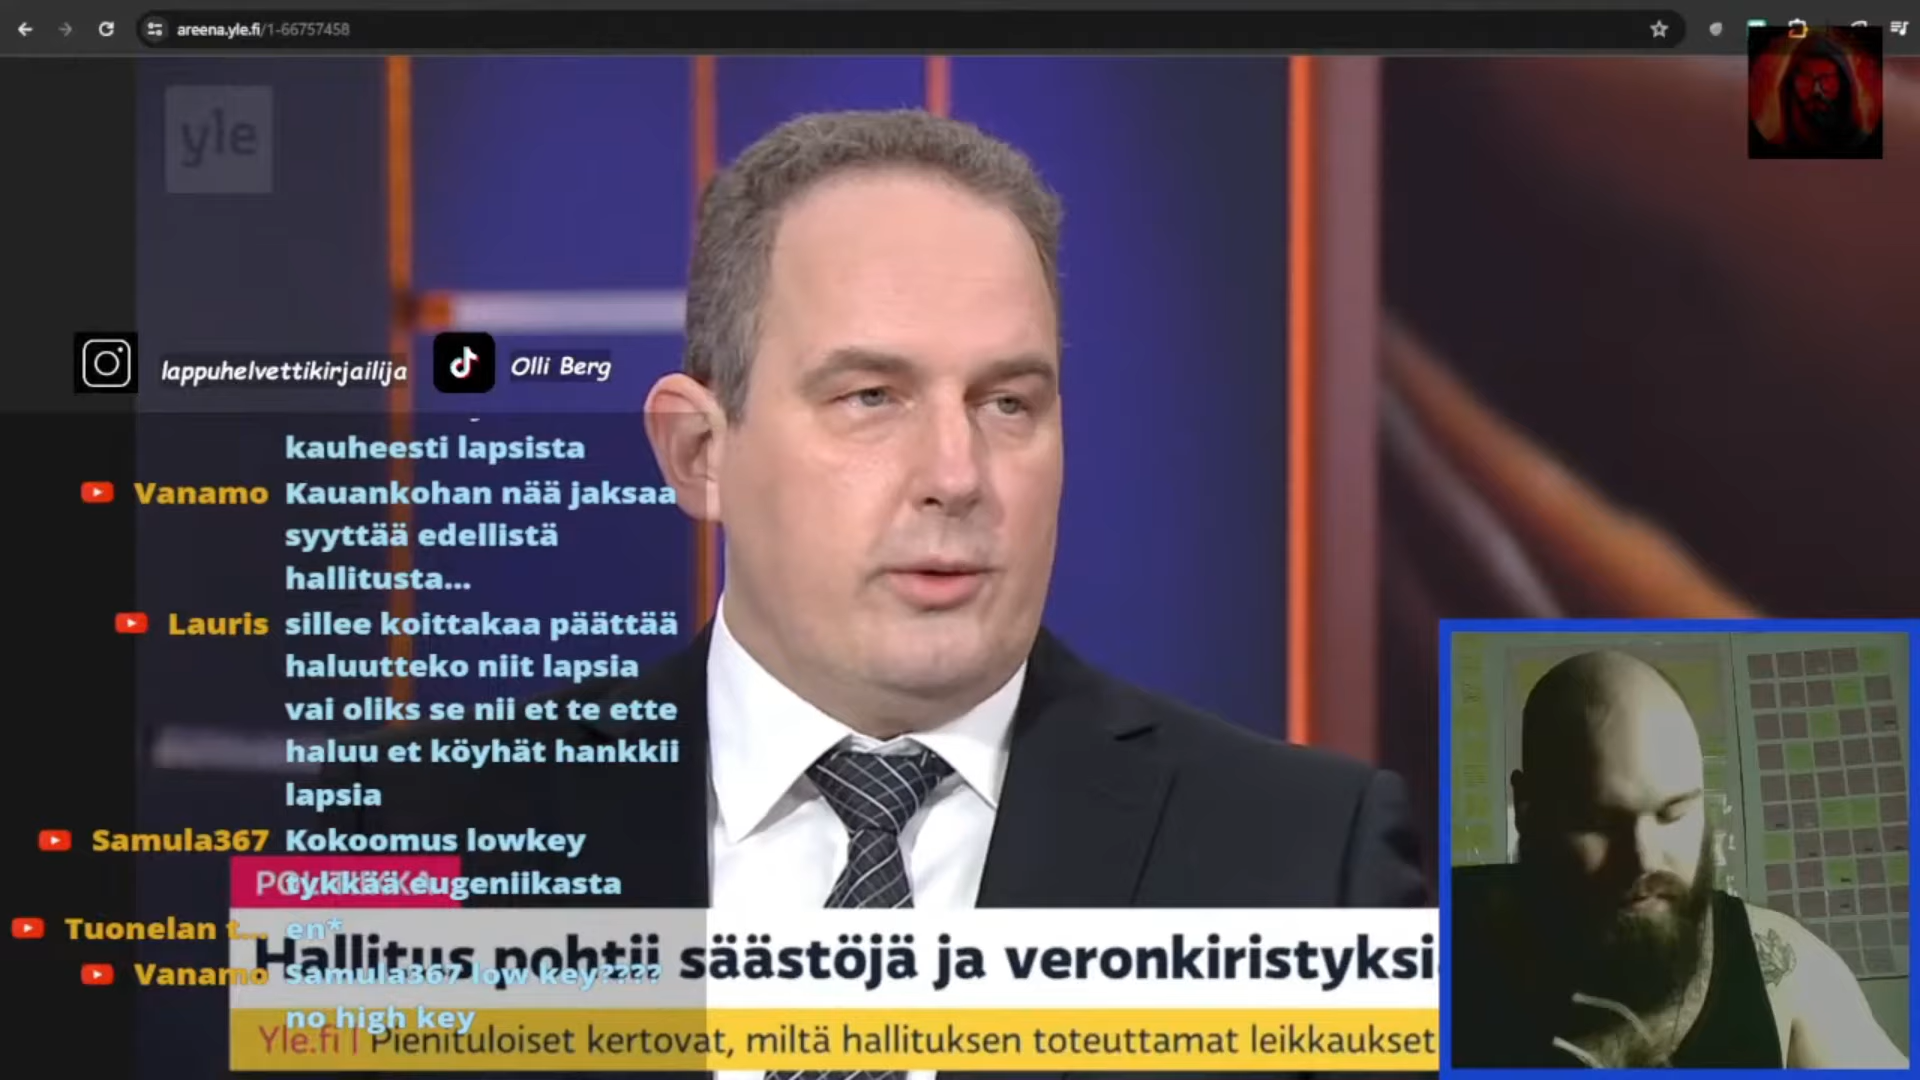 areena.yle.fi/1-66757458
yle
lappuhelvettikirjailija
Olli Berg
kauheesti lapsista
Vanamo Kauankohan nää jaksaa
syyttää edellistä
hallitusta...
Lauris sillee koittakaa päättää
haluutteko niit lapsia
vai oliks se nii et te ette
haluu et köyhät hankkii
lapsia
Samula367 Kokoomus lowkey
tykkää eugeniikasta
POLITIIKKA
Tuonelan t... en*
Hallitus pohtii säästöjä ja veronkiristyksi
Vanamo Samula367 low key????
no high key
Yle.fi | Pienituloiset kertovat, miltä hallituksen toteuttamat leikkaukset